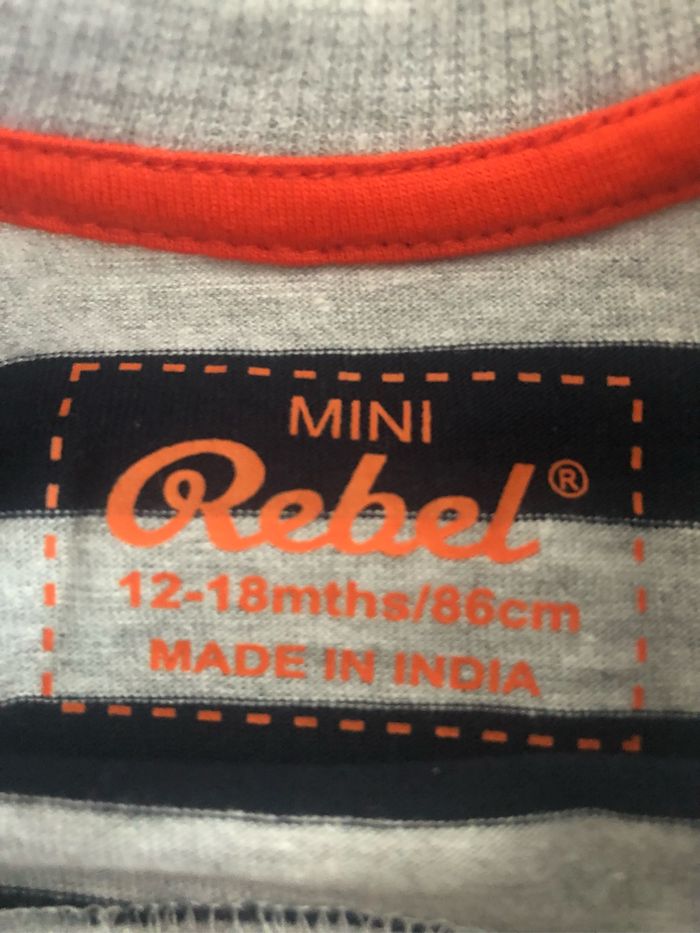 MINI
Rebel®
12-18mths/86cm
MADE IN INDIA